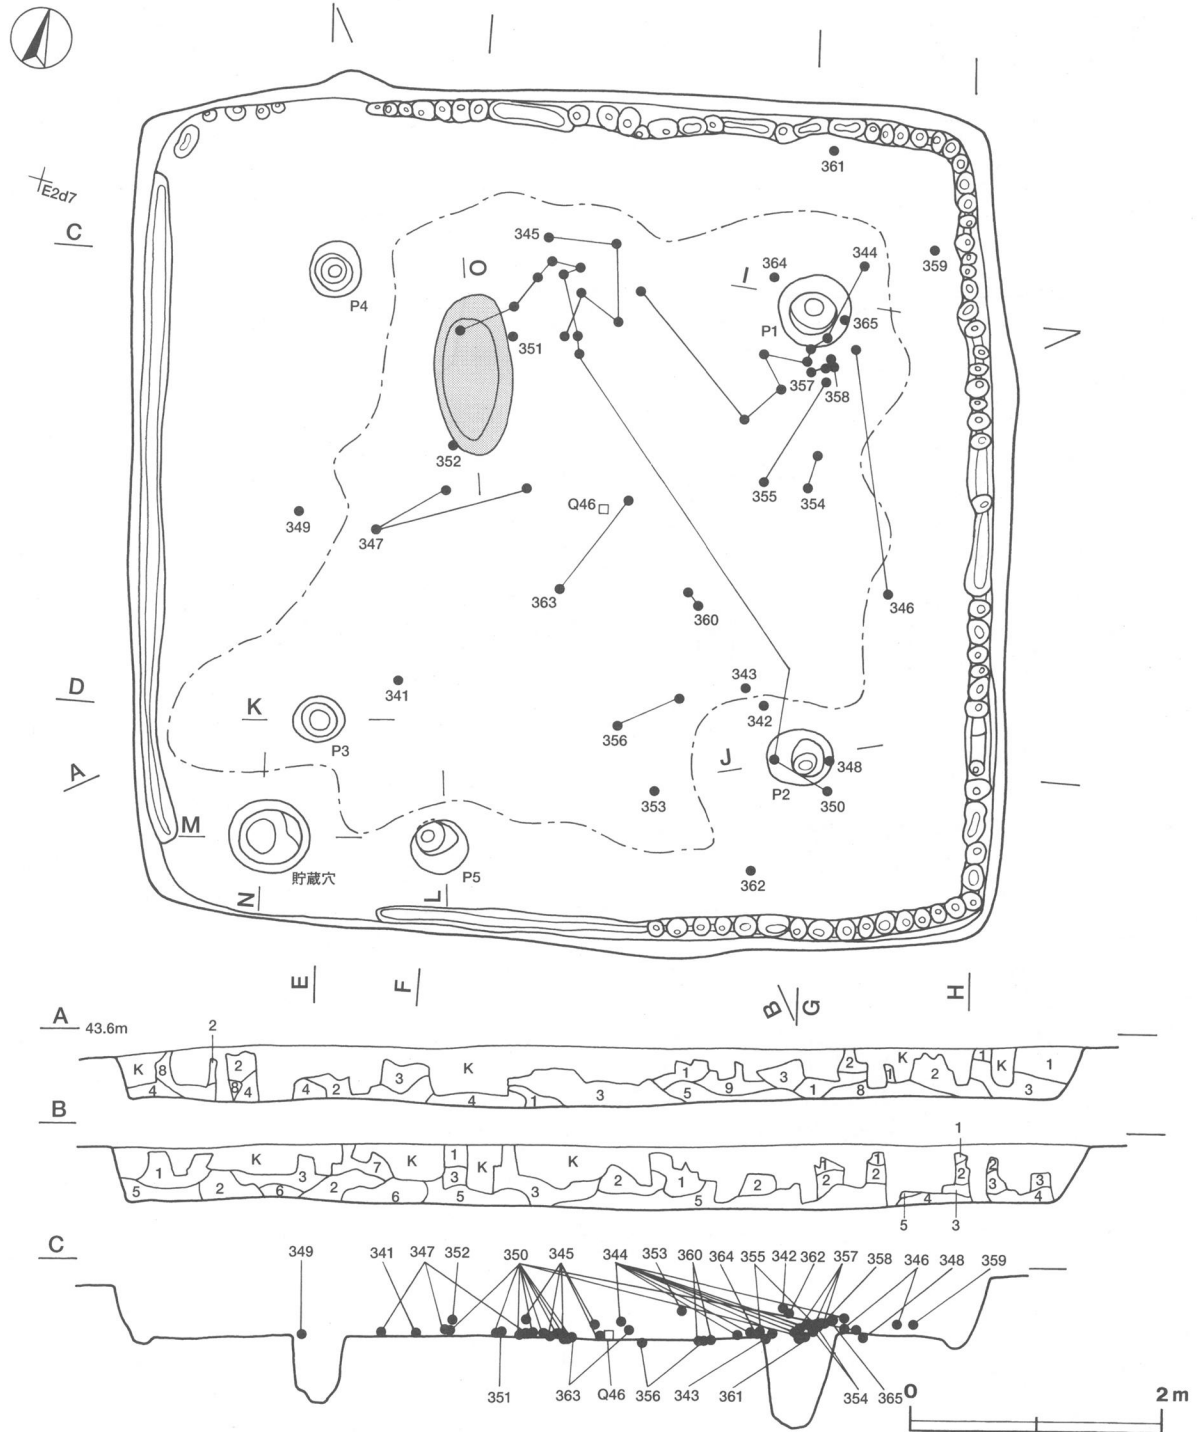 E2d7
C
361
345
O
364
I
344
359
P4
351
P1
365
357
358
352
355
354
349
Q46
347
363
360
346
D
341
343
342
K
P3
356
J
348
A
P2
353
350
M
貯蔵穴
P5
362
N
L
E
F
B
G
H
A
43.6m
2
K 8 4 2 8 4 4 2 3 K 4 1 3 1 5 9 3 1 2 8 1 K 2 1 K 1 3
B
1
5 1 2 K 6 3 2 7 K 6 1 3 5 K 3 K 2 1 5 2 1 2 1 2 4 2 2 3 3 4
5 3
C
349 341 347 352 350 345 344 353 360 364 355 342 362 357 358 346 348 359
351 363 Q46 356 343 361 354 365
0 2m